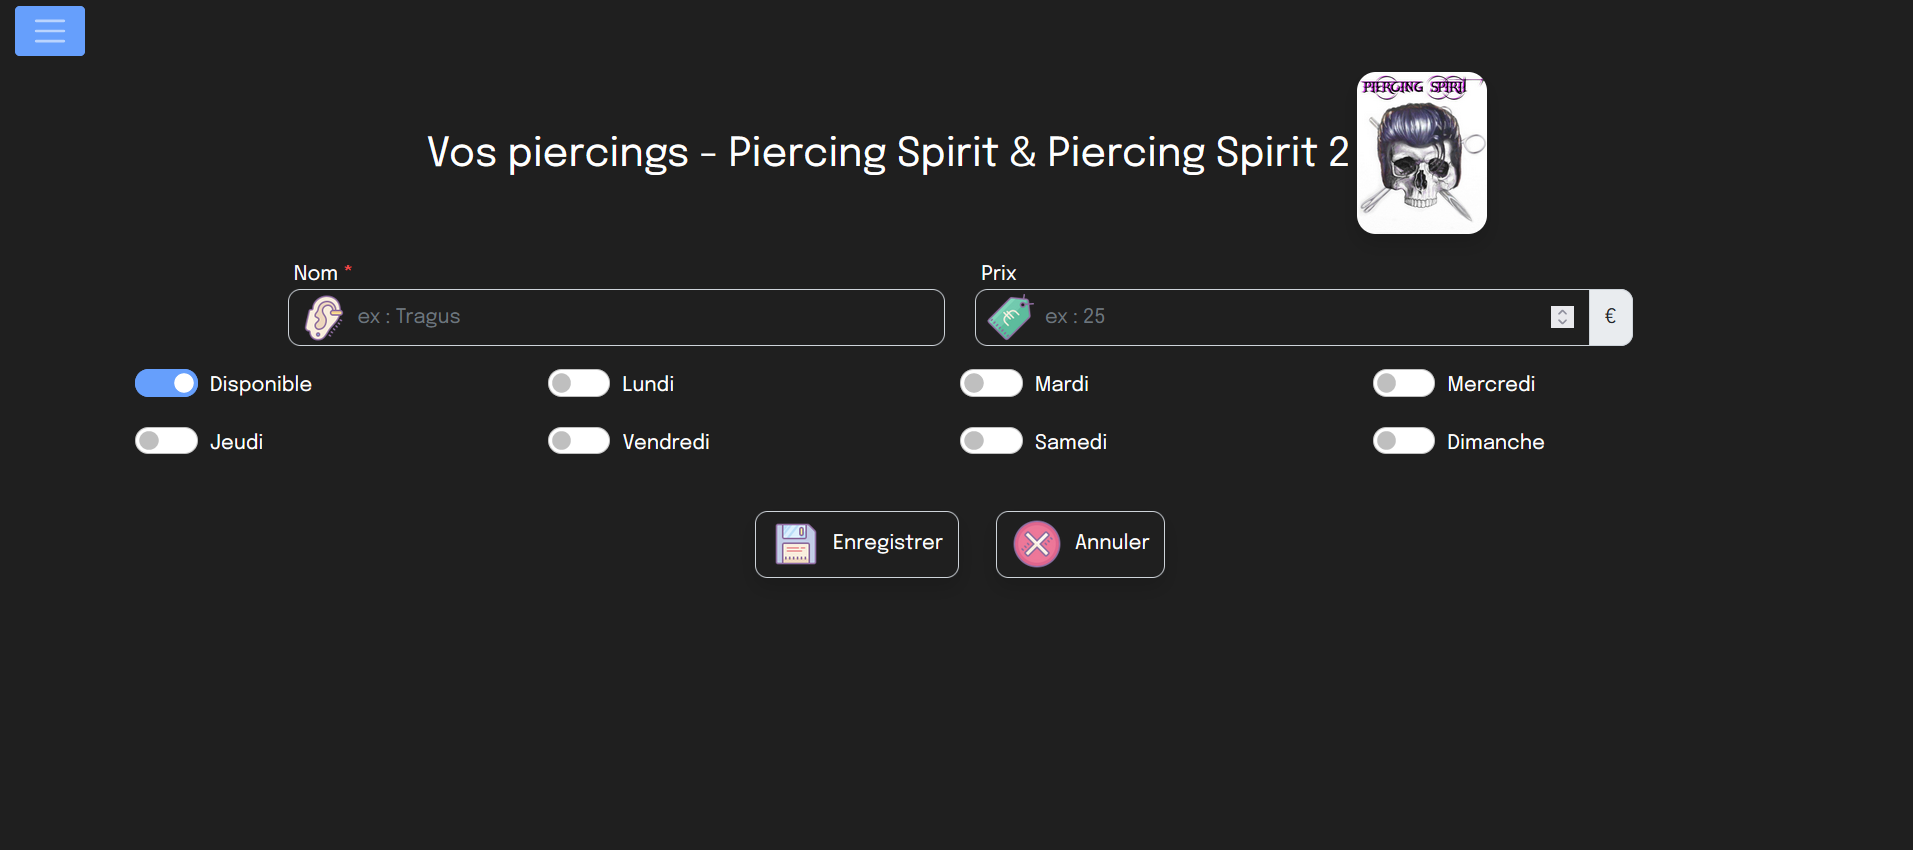 PIERCING SPIRIT
Vos piercings - Piercing Spirit & Piercing Spirit 2
Nom *
Prix
ex : Tragus
ex : 25
€
Disponible
Lundi
Mardi
Mercredi
Jeudi
Vendredi
Samedi
Dimanche
Enregistrer
Annuler